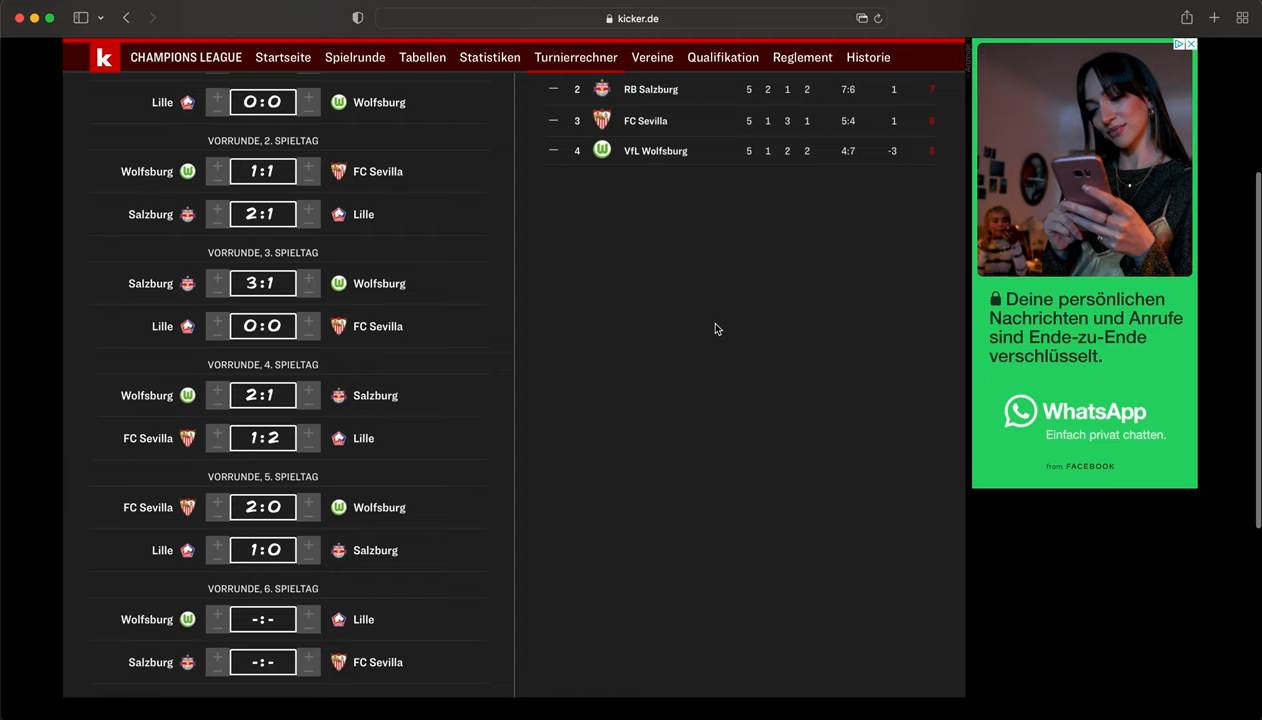 kicker.de
k CHAMPIONS LEAGUE Startseite Spielrunde Tabellen Statistiken Turnierrechner Vereine Qualifikation Reglement Historie
Lille 0:0 Wolfsburg
VORRUNDE, 2. SPIELTAG
Wolfsburg 1:1 FC Sevilla
Salzburg 2:1 Lille
VORRUNDE, 3. SPIELTAG
Salzburg 3:1 Wolfsburg
Lille 0:0 FC Sevilla
VORRUNDE, 4. SPIELTAG
Wolfsburg 2:1 Salzburg
FC Sevilla 1:2 Lille
VORRUNDE, 5. SPIELTAG
FC Sevilla 2:0 Wolfsburg
Lille 1:0 Salzburg
VORRUNDE, 6. SPIELTAG
Wolfsburg -:- Lille
Salzburg -:- FC Sevilla
2 RB Salzburg 5 2 1 2 7:6 1 7
3 FC Sevilla 5 1 3 1 5:4 1
4 VfL Wolfsburg 5 1 2 2 4:7 -3
Deine persönlichen
Nachrichten und Anrufe
sind Ende-zu-Ende
verschlüsselt.
WhatsApp
Einfach privat chatten.
from FACEBOOK